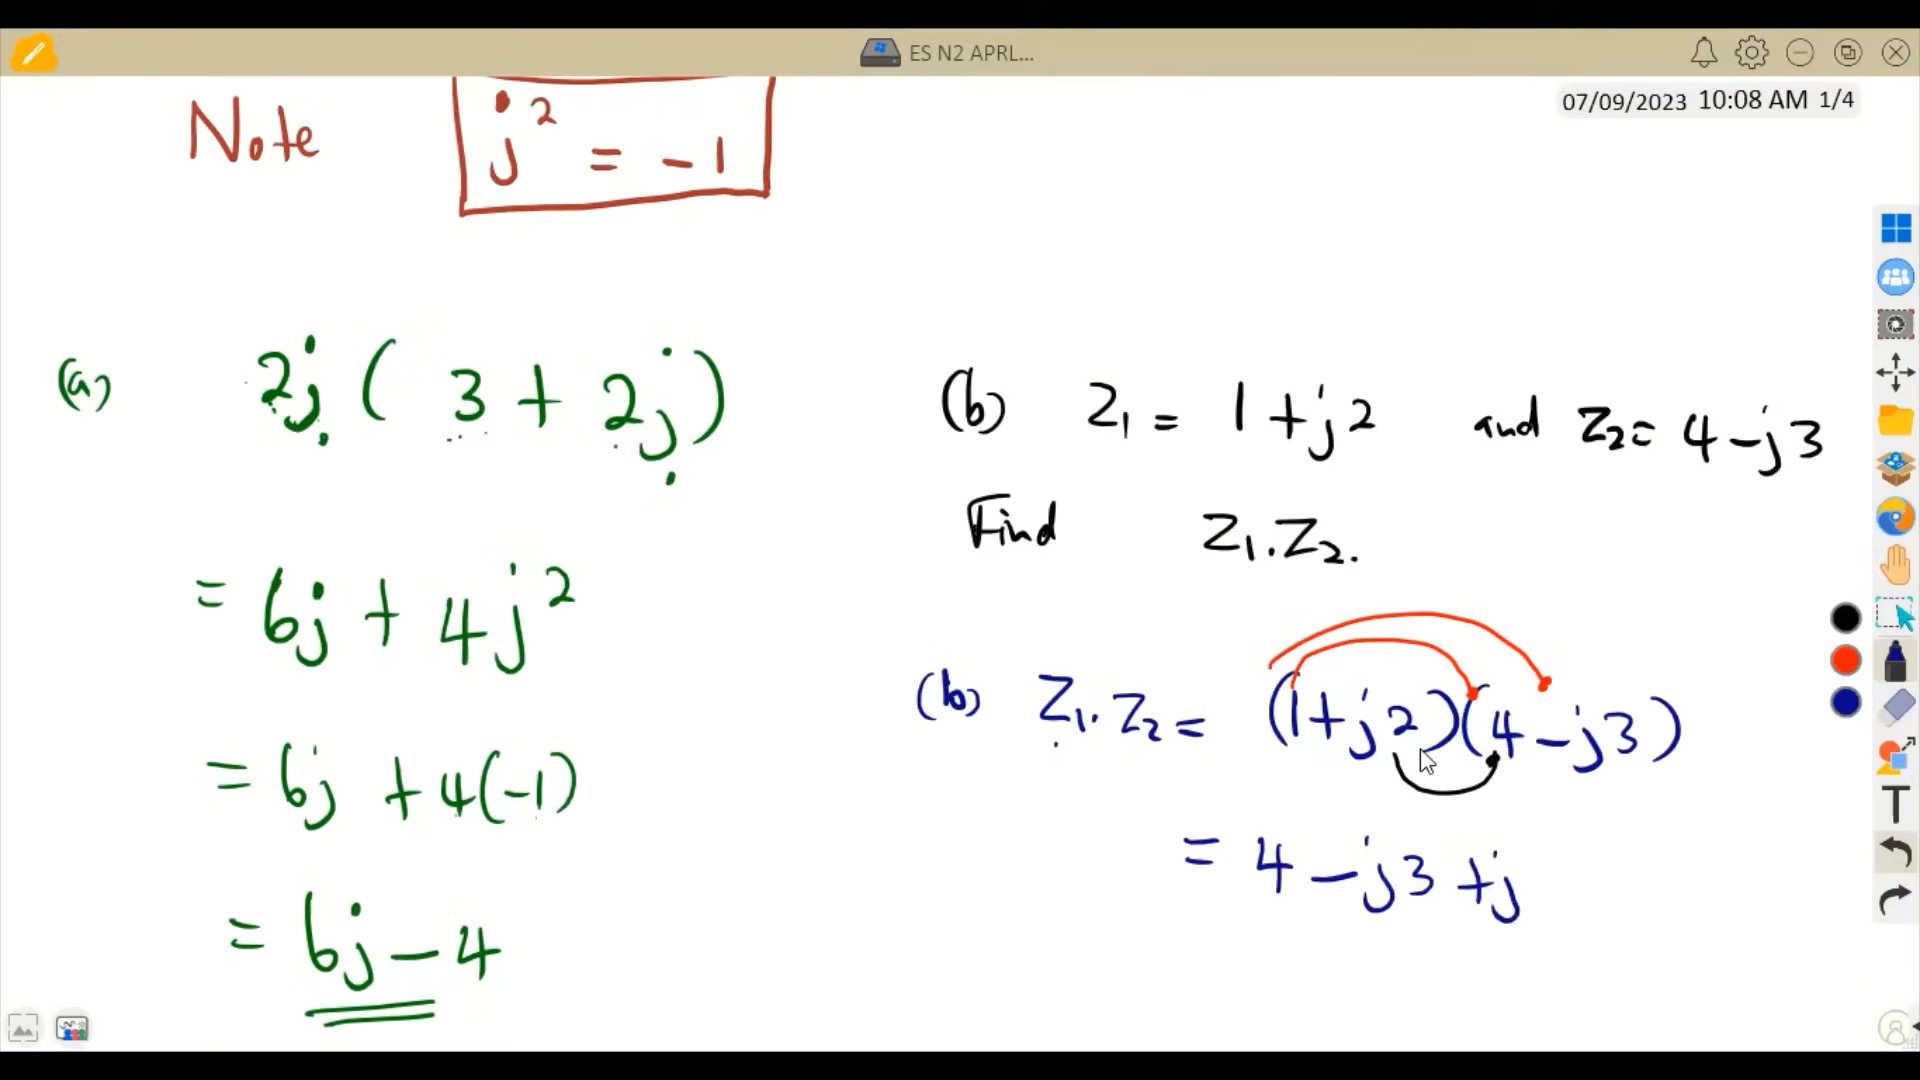 ES N2 APRL...
07/09/2023 10:08 AM 1/4
Note j² = -1
(a) 2j ( 3 + 2j )
= 6j + 4j²
= 6j + 4(-1)
= 6j - 4
(b) Z₁ = 1 + j2 and Z₂ = 4 - j3
Find Z₁.Z₂.
(b) Z₁.Z₂ = (1 + j2)(4 - j3)
= 4 - j3 + j
T